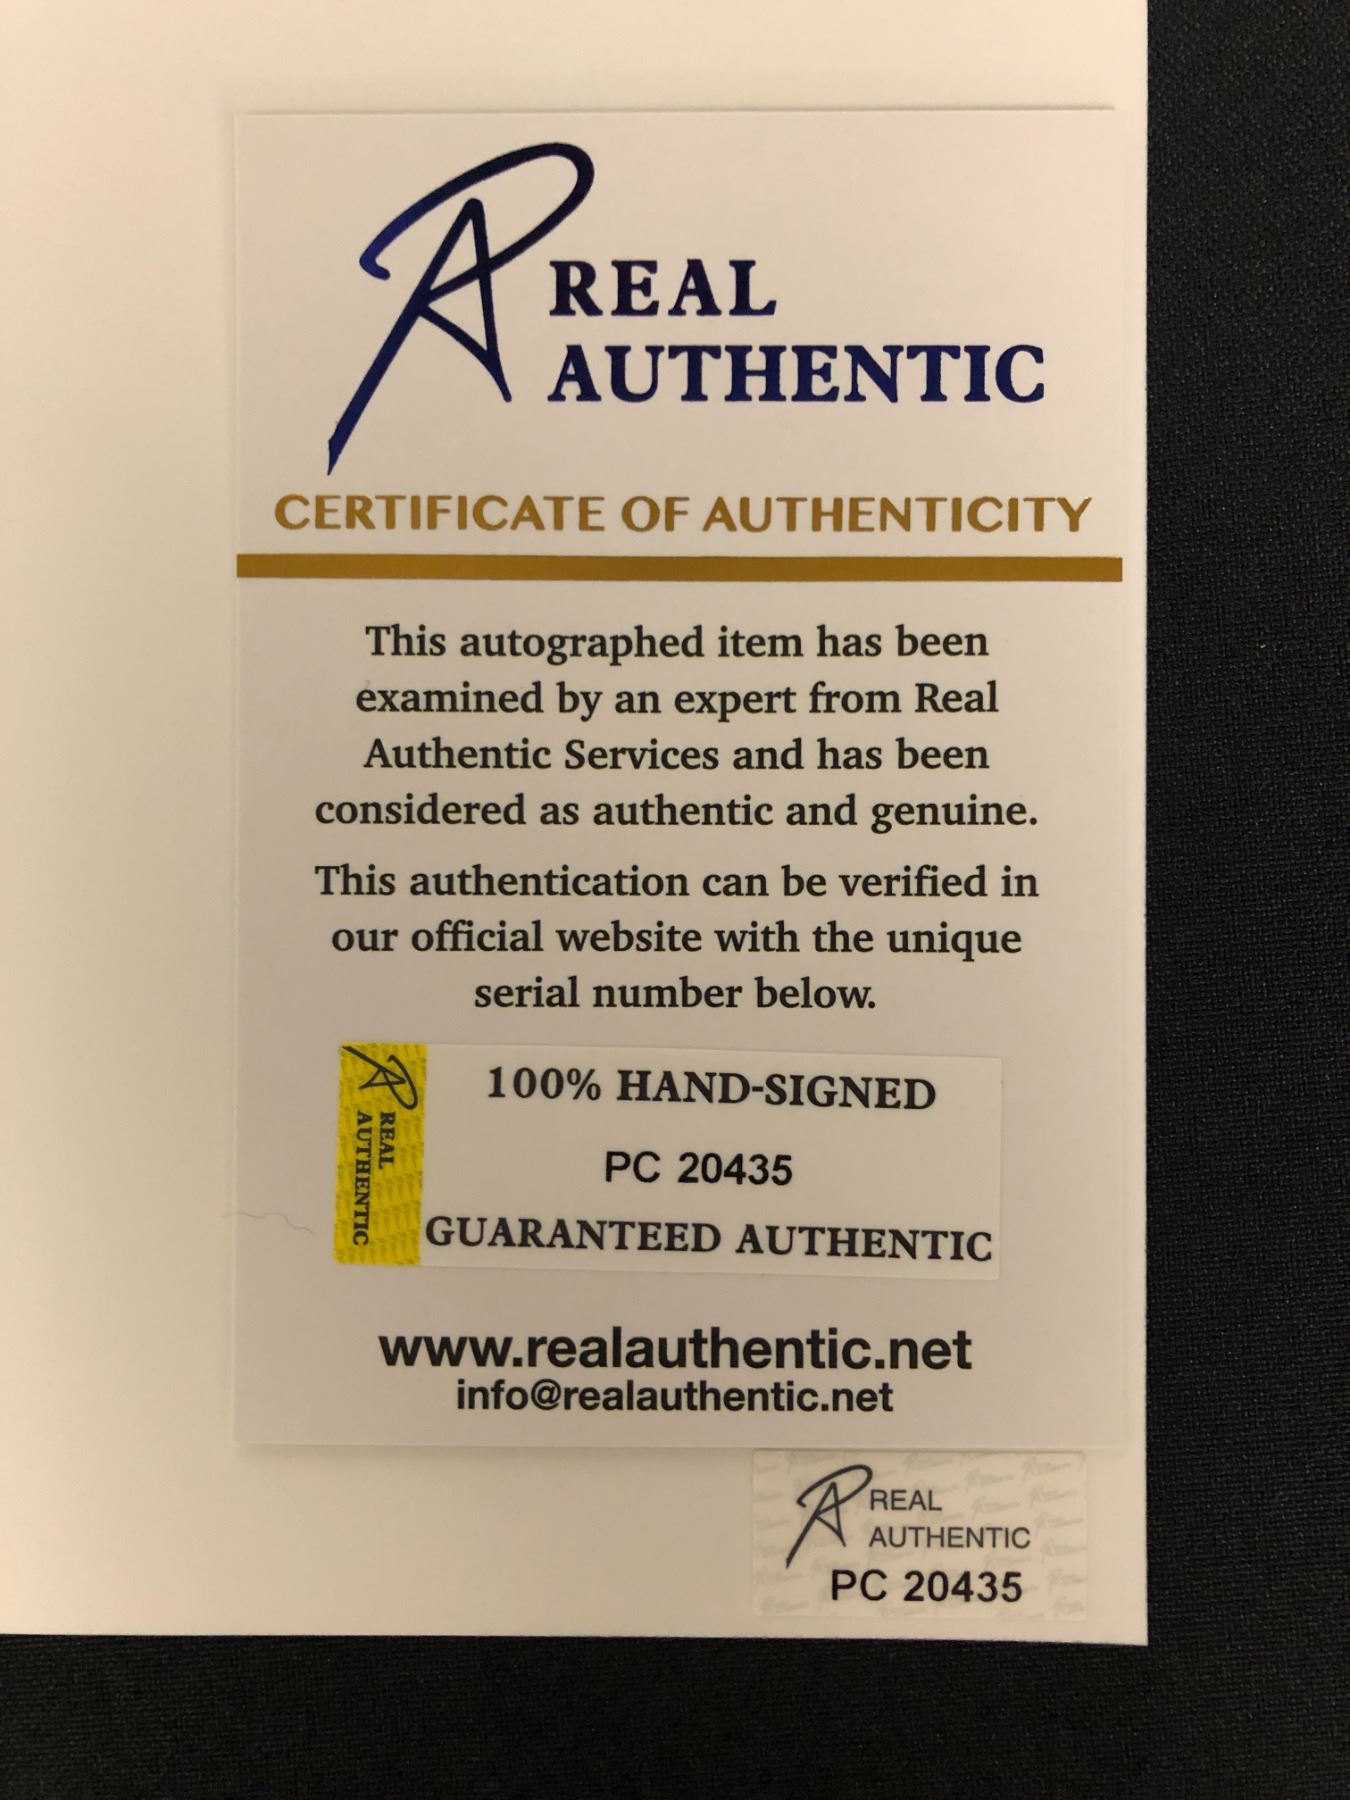 REAL
AUTHENTIC
CERTIFICATE OF AUTHENTICITY
This autographed item has been
examined by an expert from Real
Authentic Services and has been
considered as authentic and genuine.
This authentication can be verified in
our official website with the unique
serial number below.
REAL
AUTHENTIC
100% HAND-SIGNED
PC 20435
GUARANTEED AUTHENTIC
www.realauthentic.net
info@realauthentic.net
REAL
AUTHENTIC
PC 20435